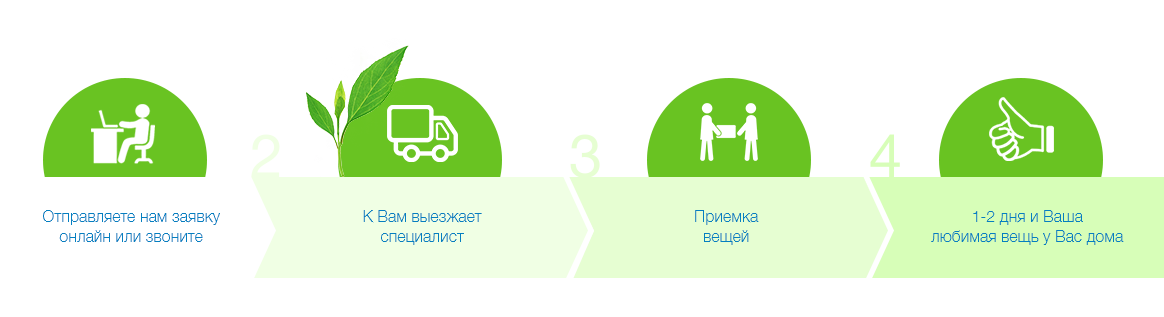 Отправляете нам заявку
онлайн или звоните
2
К Вам выезжает
специалист
3
Приемка
вещей
4
1-2 дня и Ваша
любимая вещь у Вас дома